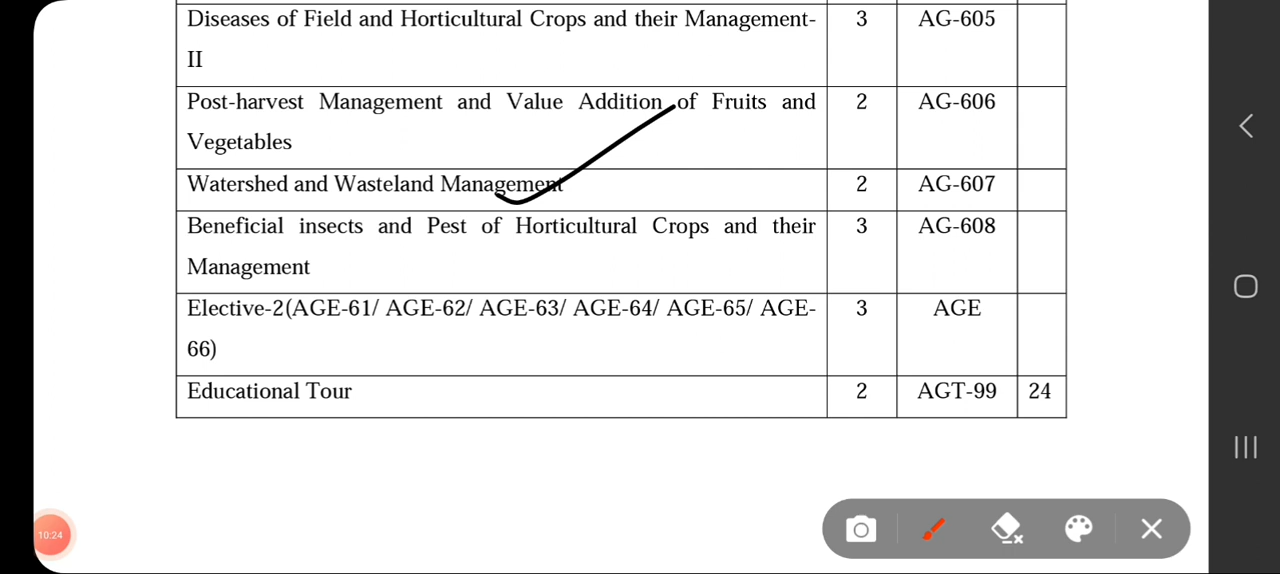 Diseases of Field and Horticultural Crops and their Management- 3 AG-605
II
Post-harvest Management and Value Addition of Fruits and 2 AG-606
Vegetables
Watershed and Wasteland Management 2 AG-607
Beneficial insects and Pest of Horticultural Crops and their 3 AG-608
Management
Elective-2(AGE-61/ AGE-62/ AGE-63/ AGE-64/ AGE-65/ AGE- 3 AGE
66)
Educational Tour 2 AGT-99 24
10:24